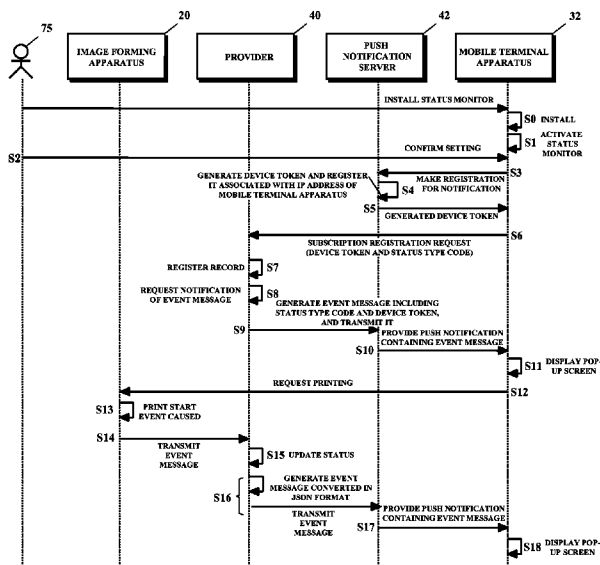 75
20
40
42
32
IMAGE FORMING
APPARATUS
PROVIDER
PUSH
NOTIFICATION
SERVER
MOBILE TERMINAL
APPARATUS
INSTALL STATUS MONITOR
S0 INSTALL
S1 ACTIVATE
STATUS
MONITOR
S2
CONFIRM SETTING
S3
MAKE REGISTRATION
FOR NOTIFICATION
GENERATE DEVICE TOKEN AND REGISTER
IT ASSOCIATED WITH IP ADDRESS OF
MOBILE TERMINAL APPARATUS
S4
S5
GENERATED DEVICE TOKEN
S6
SUBSCRIPTION REGISTRATION REQUEST
(DEVICE TOKEN AND STATUS TYPE CODE)
REGISTER RECORD
S7
REQUEST NOTIFICATION
OF EVENT MESSAGE
S8
GENERATE EVENT MESSAGE INCLUDING
STATUS TYPE CODE AND DEVICE TOKEN,
AND TRANSMIT IT
S9
PROVIDE PUSH NOTIFICATION
CONTAINING EVENT MESSAGE
S10
S11 DISPLAY POP-
UP SCREEN
REQUEST PRINTING
S12
S13
PRINT START
EVENT CAUSED
S14
TRANSMIT
EVENT
MESSAGE
S15 UPDATE STATUS
S16
GENERATE EVENT
MESSAGE CONVERTED IN
JSON FORMAT
TRANSMIT
EVENT
MESSAGE
PROVIDE PUSH NOTIFICATION
CONTAINING EVENT MESSAGE
S17
S18 DISPLAY POP-
UP SCREEN